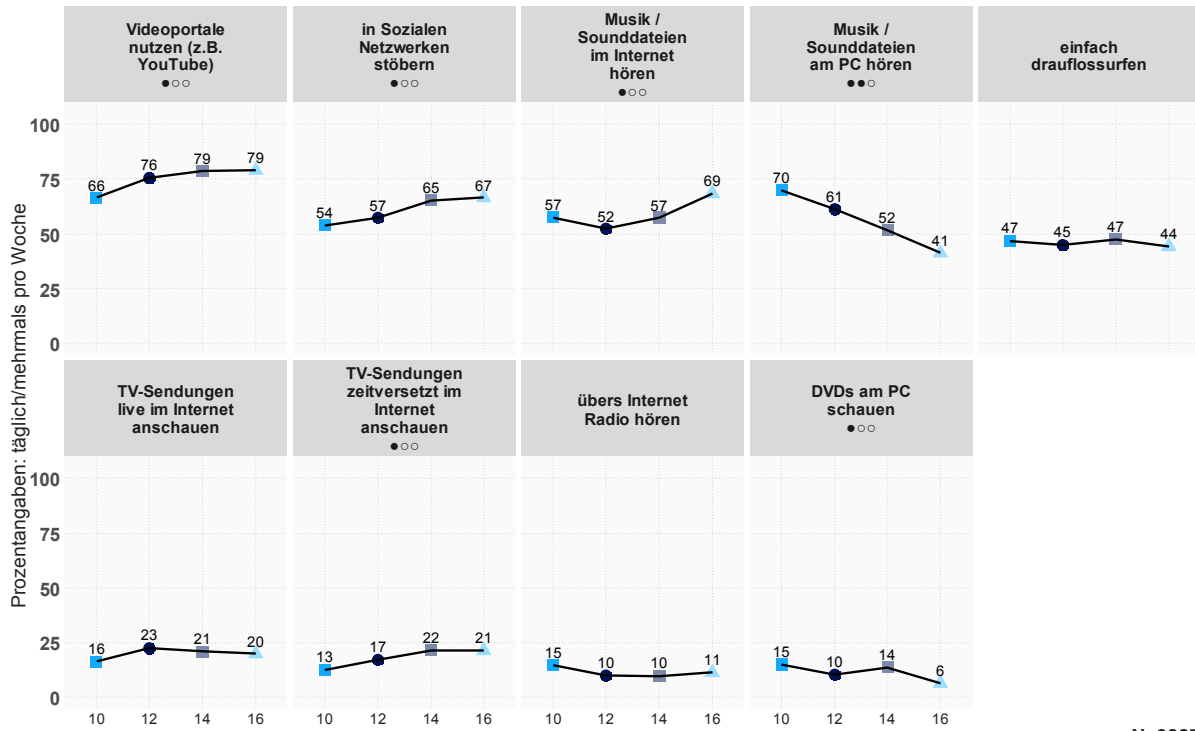 Videoportale
nutzen (z.B.
YouTube)
●○○
in Sozialen
Netzwerken
stöbern
●○○
Musik /
Sounddateien
im Internet
hören
●○○
Musik /
Sounddateien
am PC hören
●●○
einfach
drauflossurfen
Prozentangaben: täglich/mehrmals pro Woche
100
75
50
25
0
66 76 79 79
54 57 65 67
57 52 57 69
70 61 52 41
47 45 47 44
TV-Sendungen
live im Internet
anschauen
TV-Sendungen
zeitversetzt im
Internet
anschauen
●○○
übers Internet
Radio hören
DVDs am PC
schauen
●○○
100
75
50
25
0
16 23 21 20
13 17 22 21
15 10 10 11
15 10 14 6
10 12 14 16
10 12 14 16
10 12 14 16
10 12 14 16